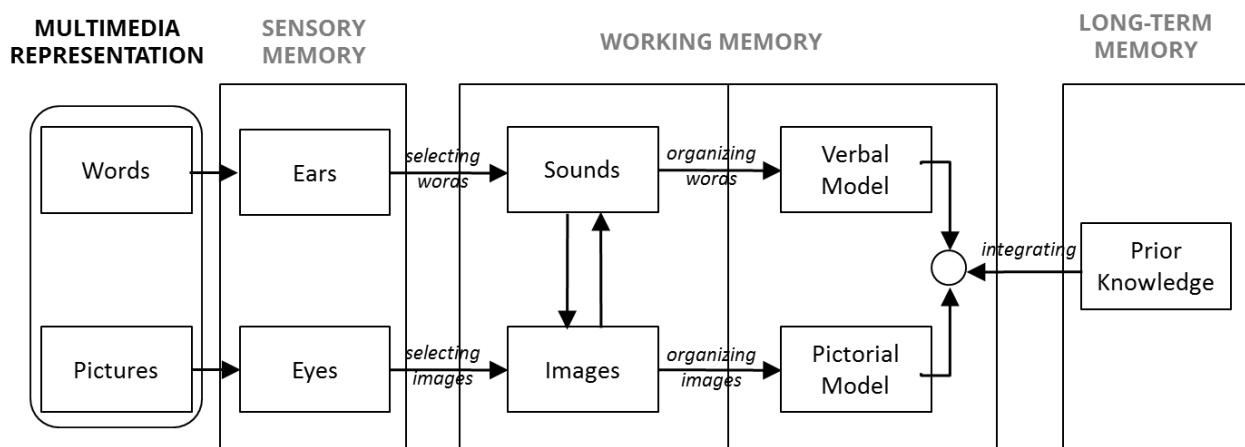 MULTIMEDIA
REPRESENTATION
SENSORY
MEMORY
WORKING MEMORY
LONG-TERM
MEMORY
Words
Ears
selecting
words
Sounds
organizing
words
Verbal
Model
integrating
Prior
Knowledge
Pictures
Eyes
selecting
images
Images
organizing
images
Pictorial
Model